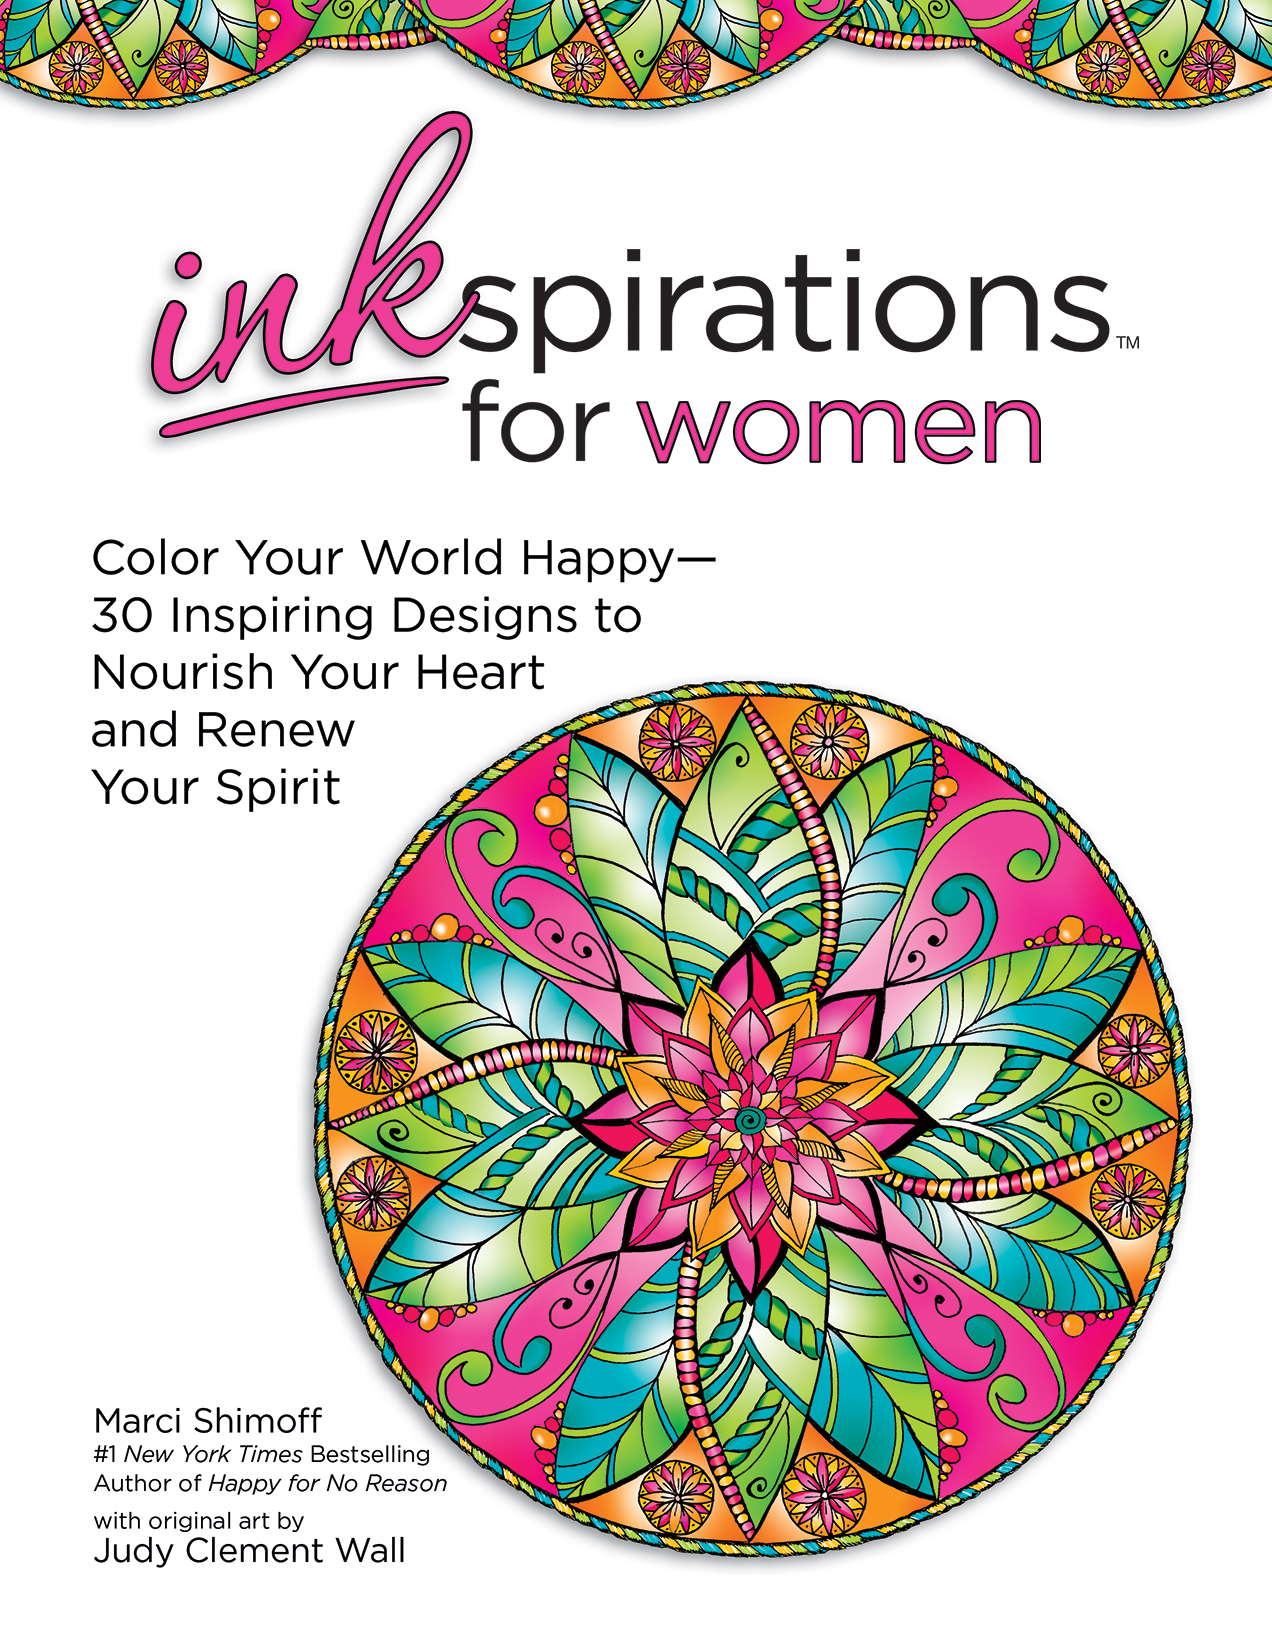 inkspirations™
for women
Color Your World Happy—
30 Inspiring Designs to
Nourish Your Heart
and Renew
Your Spirit
Marci Shimoff
#1 New York Times Bestselling
Author of Happy for No Reason
with original art by
Judy Clement Wall